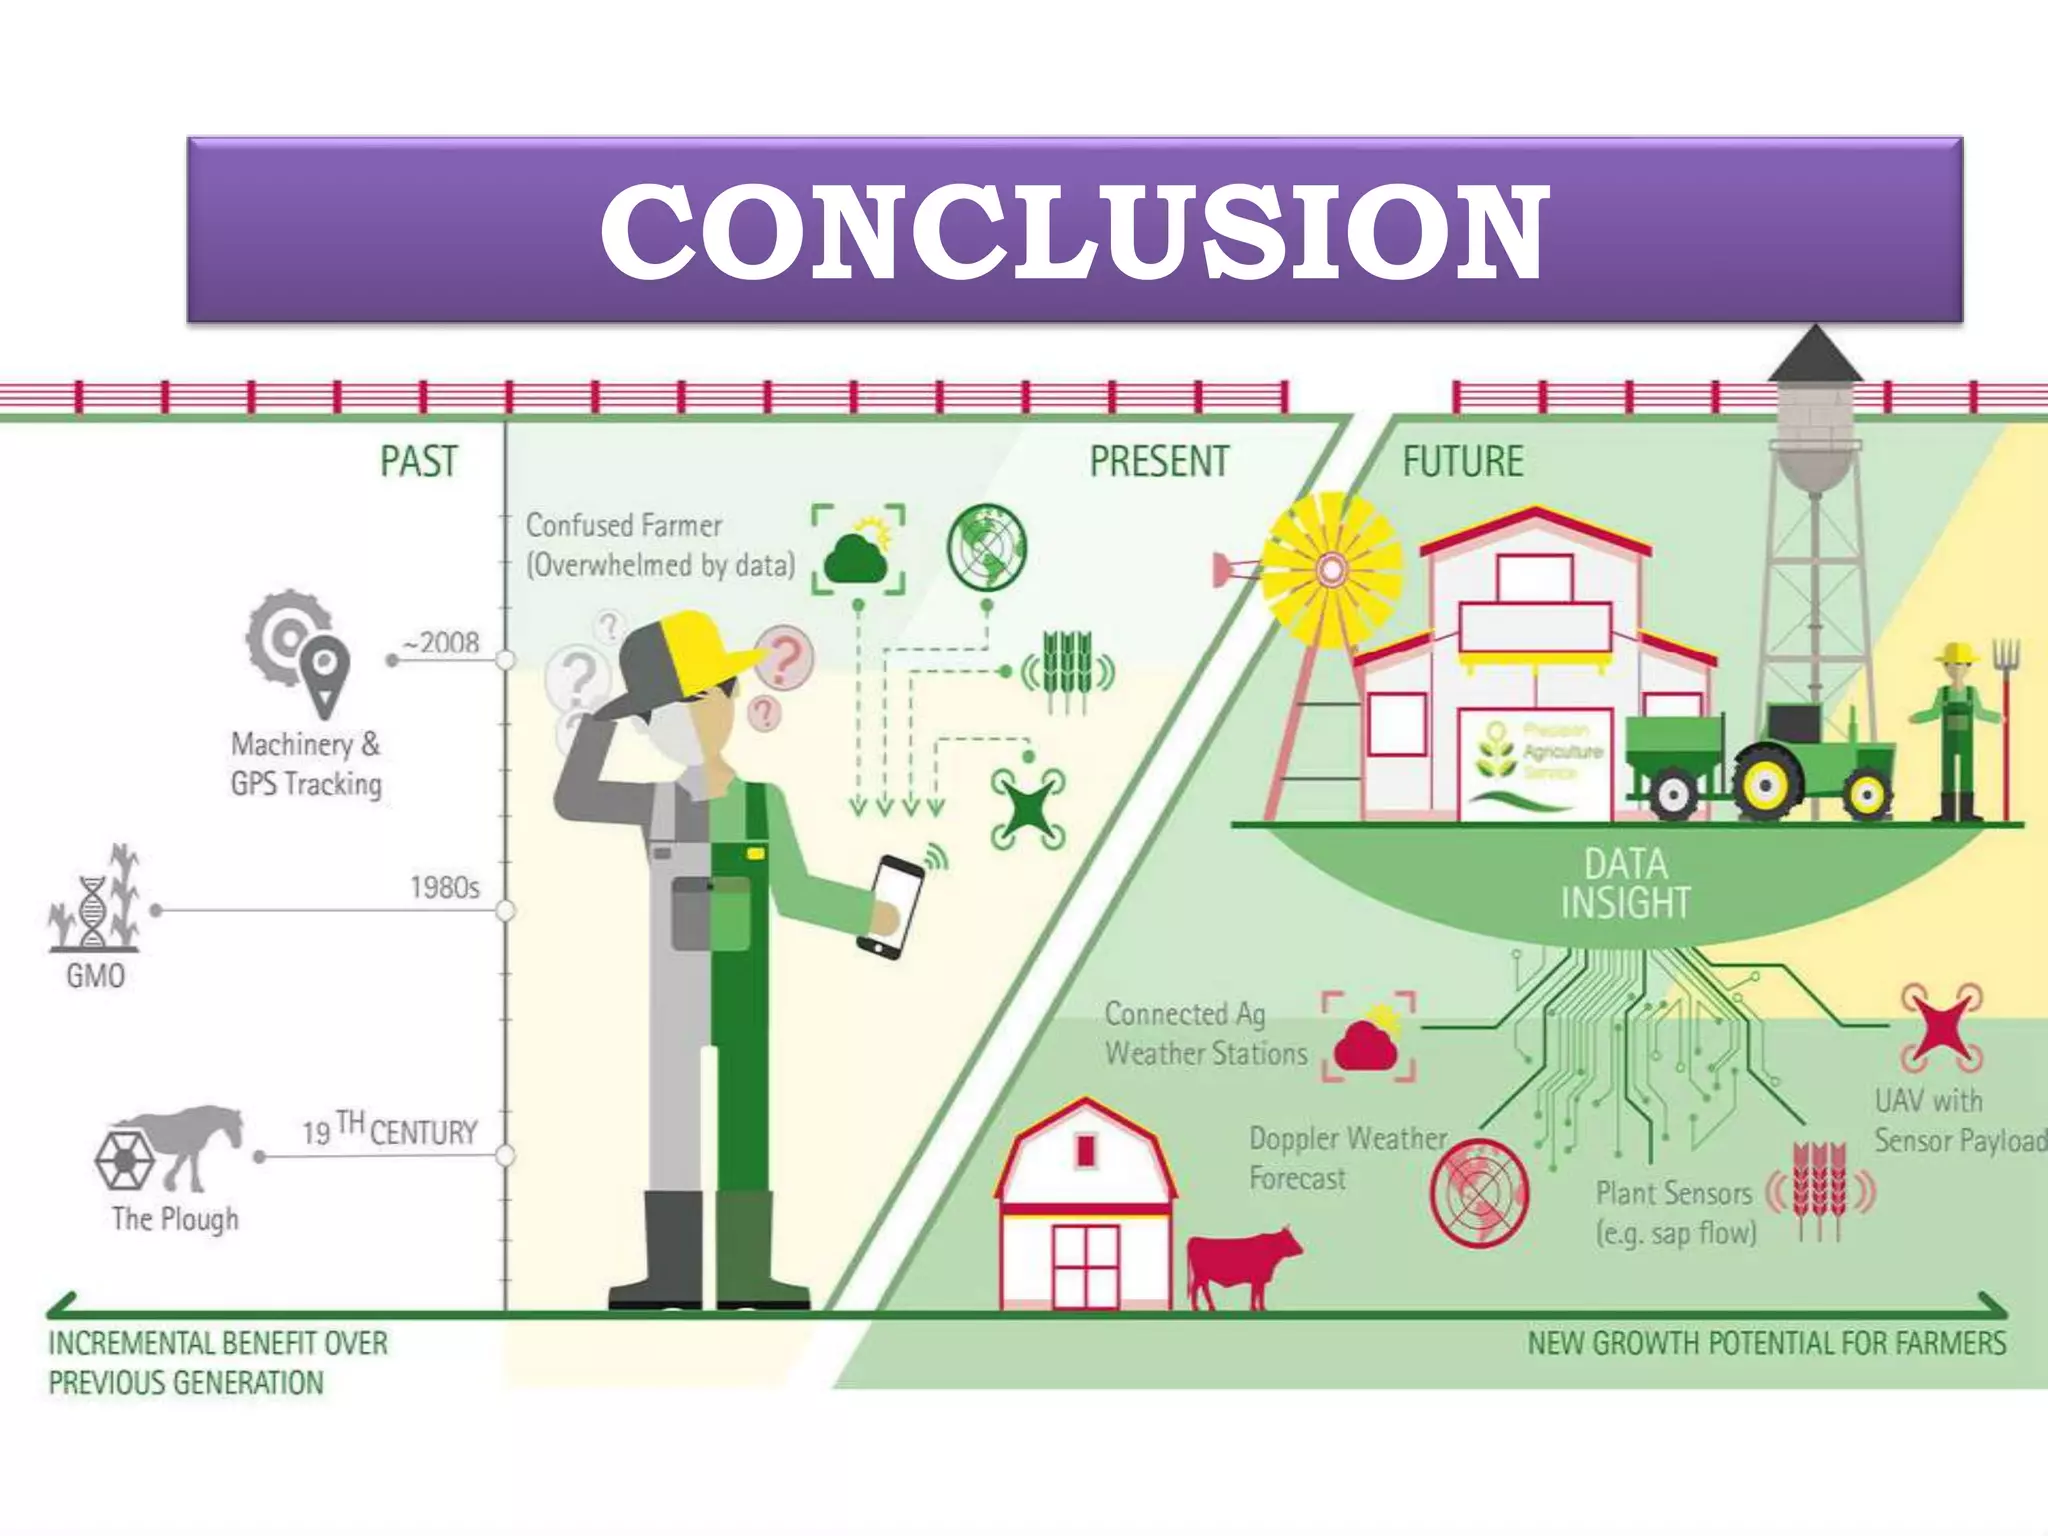 CONCLUSION
PAST
PRESENT
FUTURE
Confused Farmer
(Overwhelmed by data)
?
?
?
?
?
~2008
Machinery &
GPS Tracking
1980s
GMO
19 TH CENTURY
The Plough
Precision
Agriculture
Service
DATA
INSIGHT
Connected Ag
Weather Stations
Doppler Weather
Forecast
Plant Sensors
(e.g. sap flow)
UAV with
Sensor Payload
INCREMENTAL BENEFIT OVER
PREVIOUS GENERATION
NEW GROWTH POTENTIAL FOR FARMERS